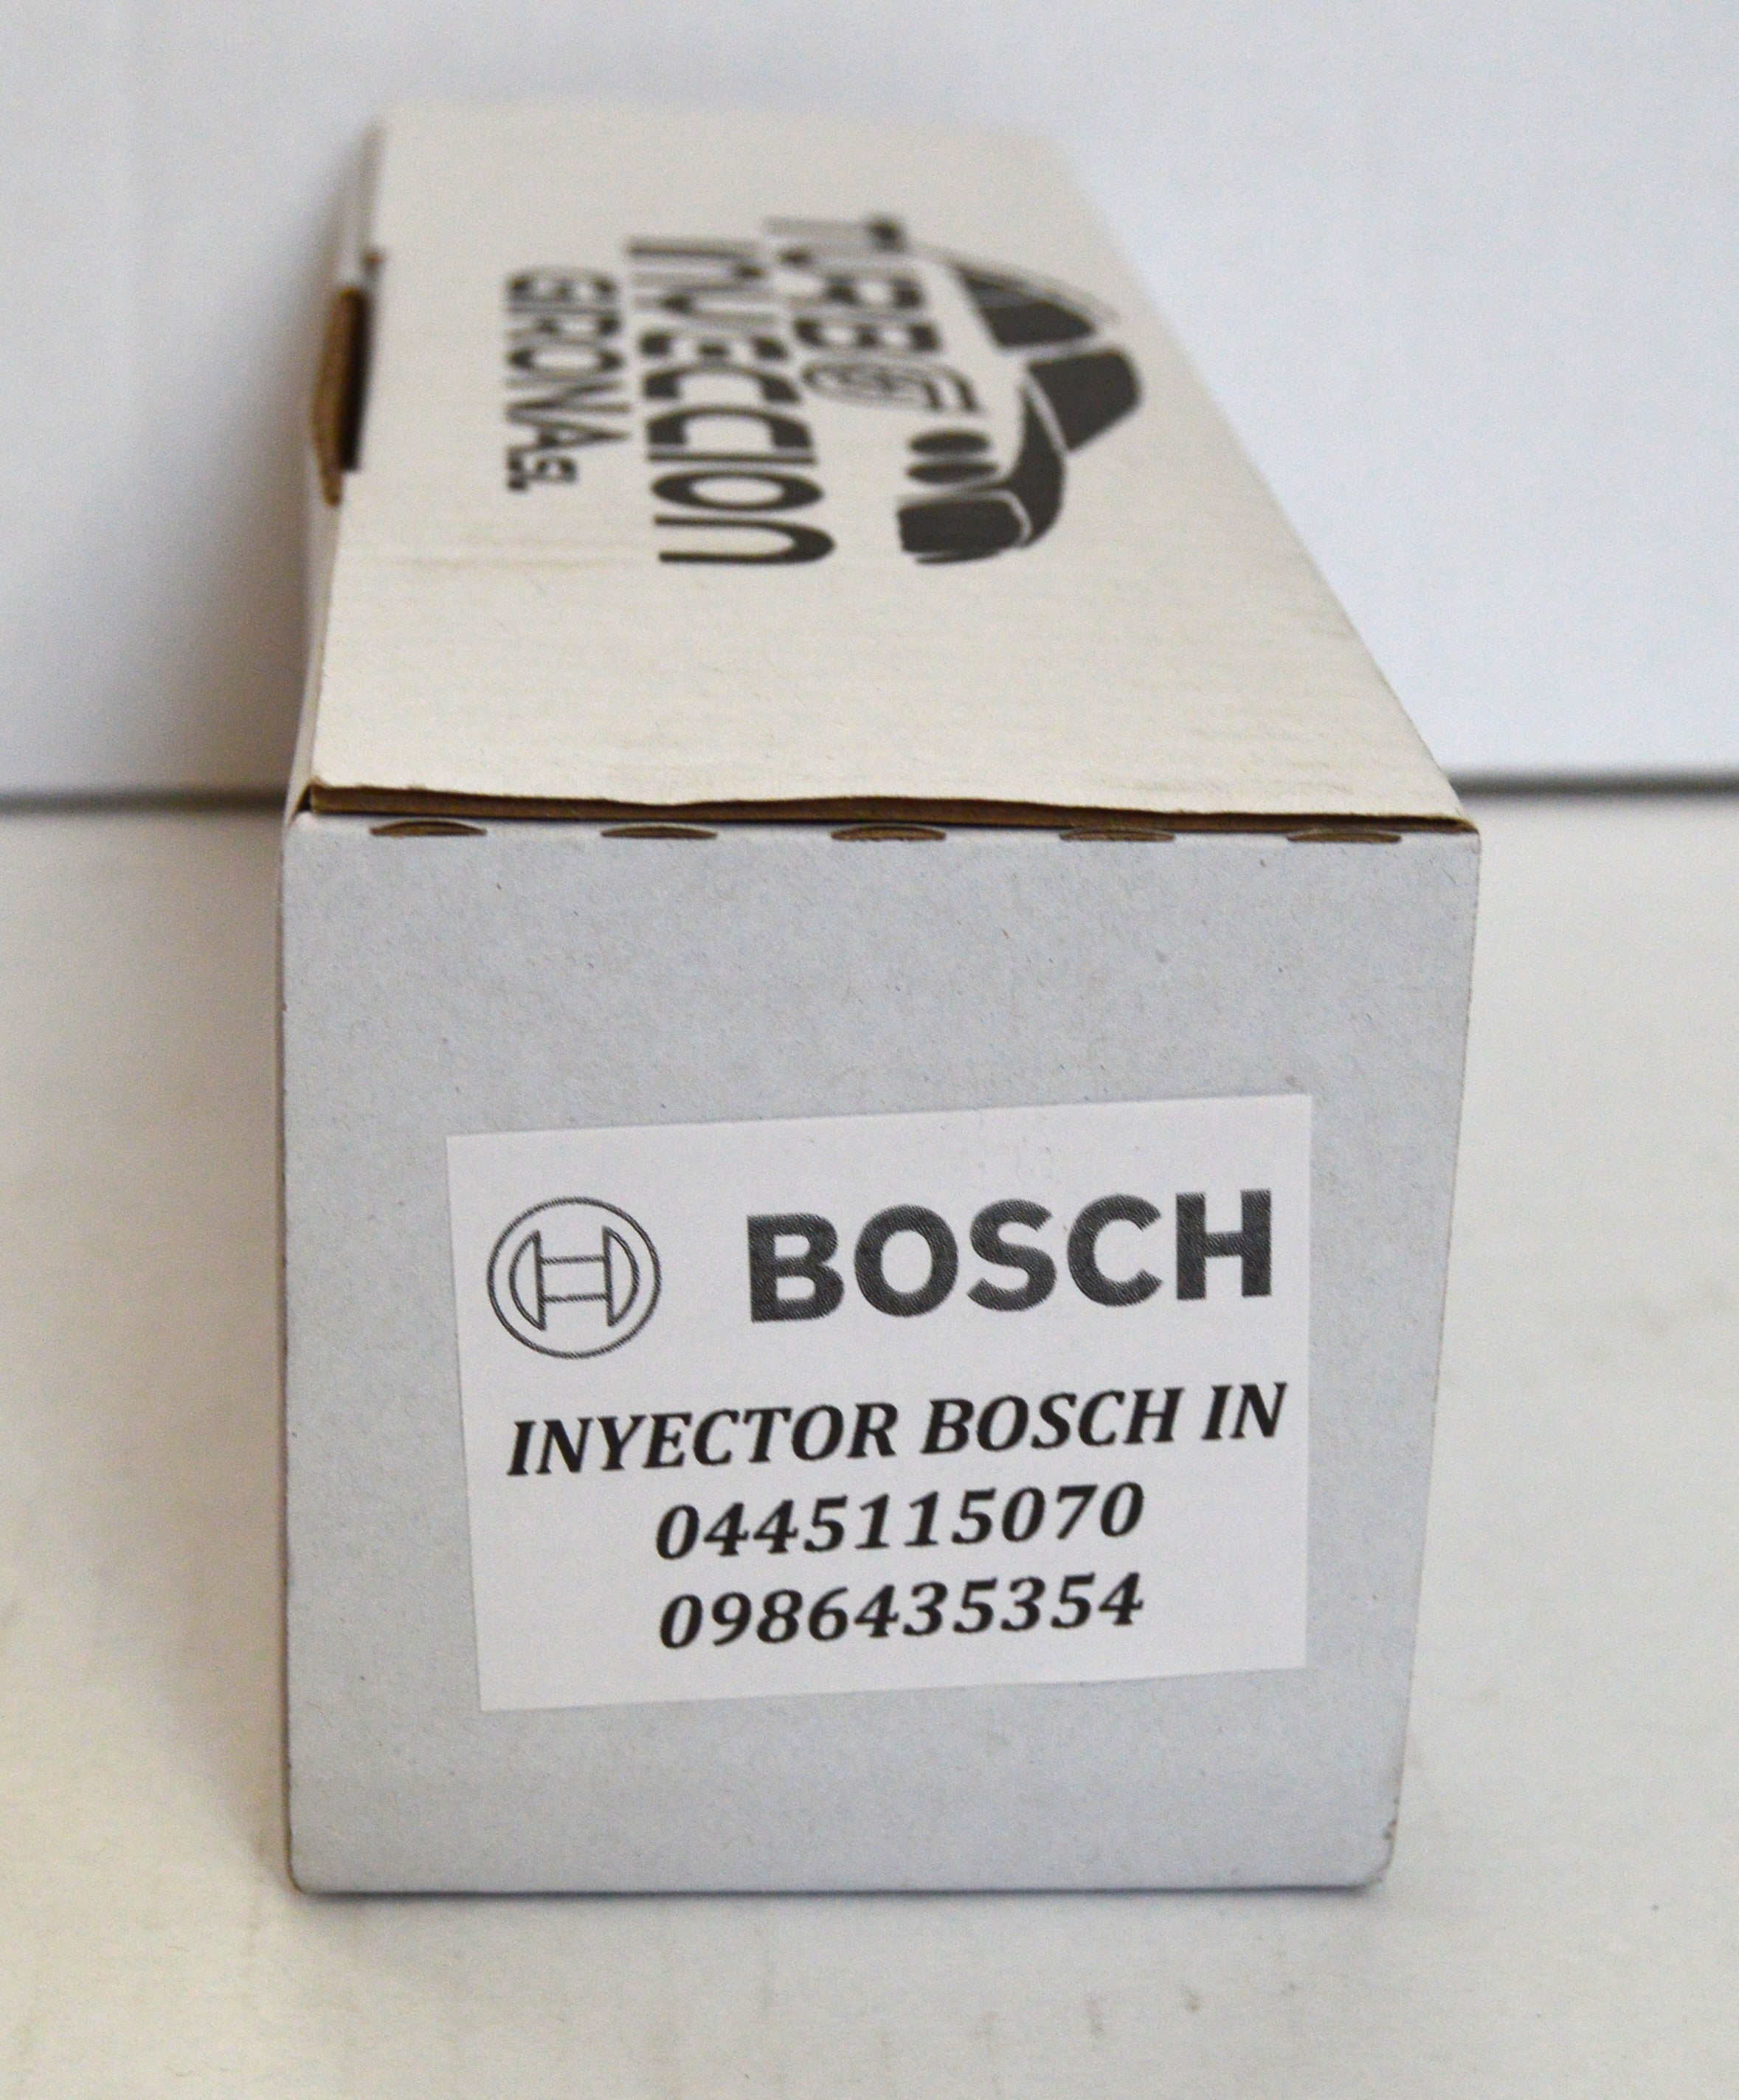 TURBO
INYECCION
GIRONA S.L.
BOSCH
INYECTOR BOSCH IN
0445115070
0986435354